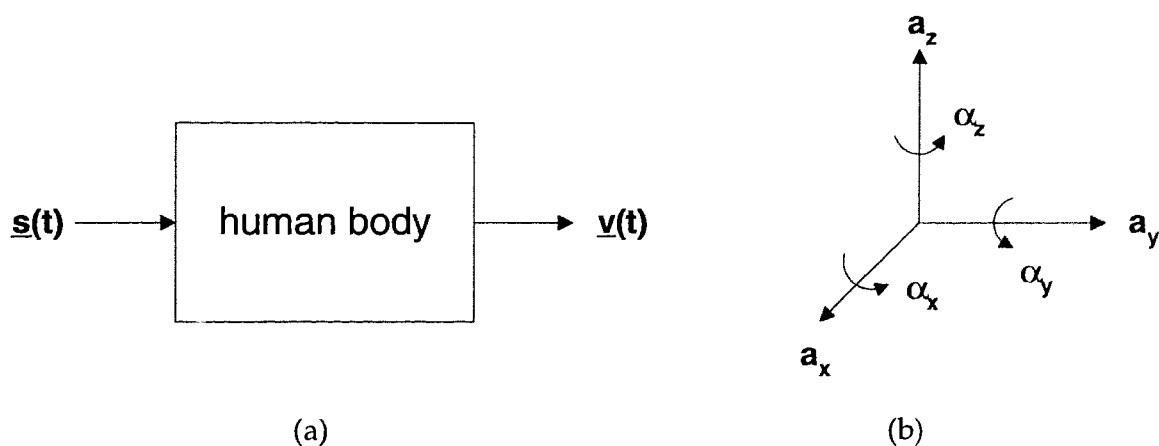 s(t)
human body
v(t)
(a)
a_z
α_z
a_y
α_y
α_x
a_x
(b)